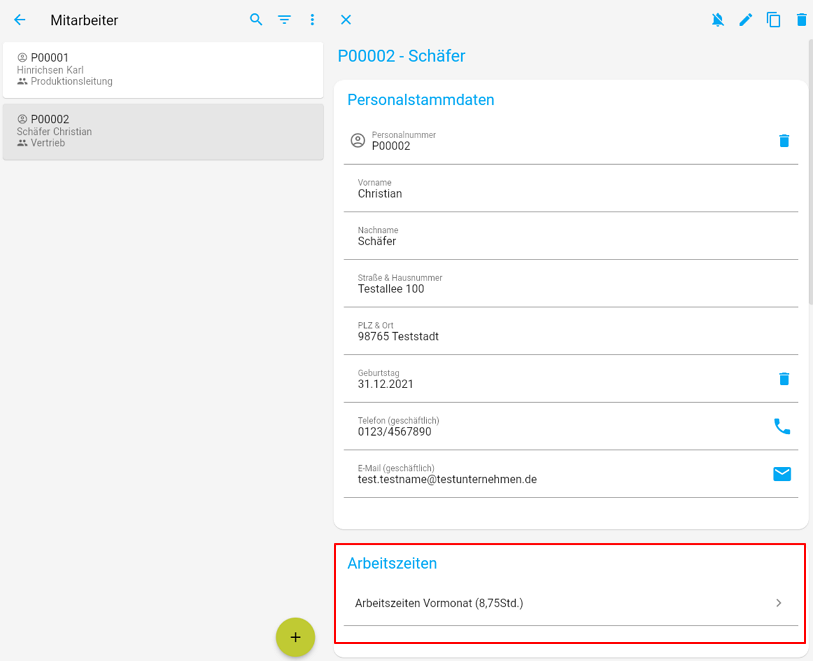 Mitarbeiter
P00001
Hinrichsen Karl
Produktionsleitung
P00002
Schäfer Christian
Vertrieb
P00002 - Schäfer
Personalstammdaten
Personalnummer
P00002
Vorname
Christian
Nachname
Schäfer
Straße & Hausnummer
Testallee 100
PLZ & Ort
98765 Teststadt
Geburtstag
31.12.2021
Telefon (geschäftlich)
0123/4567890
E-Mail (geschäftlich)
test.testname@testunternehmen.de
Arbeitszeiten
Arbeitszeiten Vormonat (8,75Std.)